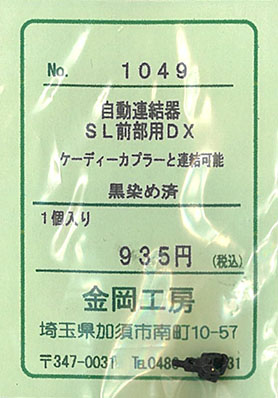 No. 1049
自動連結器
SL前部用DX
ケーディーカプラーと連結可能
黒染め済
1個入り
935円 (税込)
金岡工房
埼玉県加須市南町10-57
〒347-0031